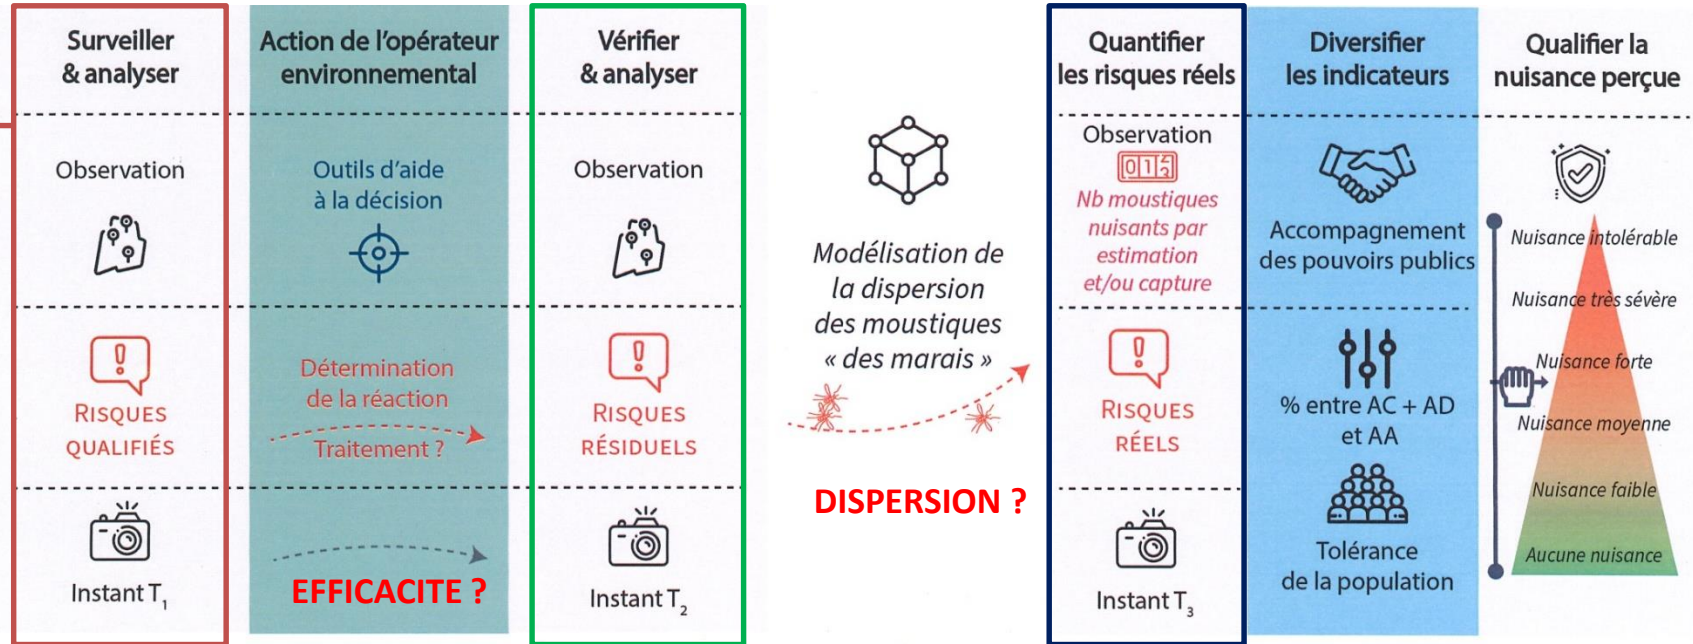 Surveiller
& analyser
Observation
RISQUES
QUALIFIÉS
Instant T₁
Action de l'opérateur
environnemental
Outils d'aide
à la décision
Détermination
de la réaction
Traitement ?
EFFICACITE ?
Vérifier
& analyser
Observation
RISQUES
RÉSIDUELS
Instant T₂
Modélisation de
la dispersion
des moustiques
« des marais »
DISPERSION ?
Quantifier
les risques réels
Observation
Nb moustiques
nuisants par
estimation
et/ou capture
RISQUES
RÉELS
Instant T₃
Diversifier
les indicateurs
Accompagnement
des pouvoirs publics
% entre AC + AD
et AA
Tolérance
de la population
Qualifier la
nuisance perçue
Nuisance intolérable
Nuisance très sévère
Nuisance forte
Nuisance moyenne
Nuisance faible
Aucune nuisance